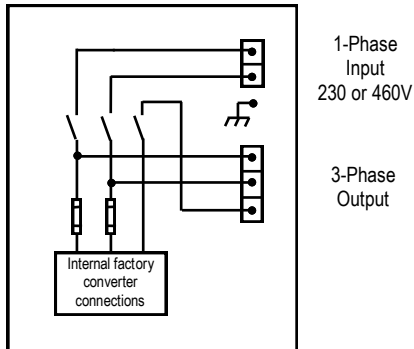 1-Phase
Input
230 or 460V
3-Phase
Output
Internal factory
converter
connections